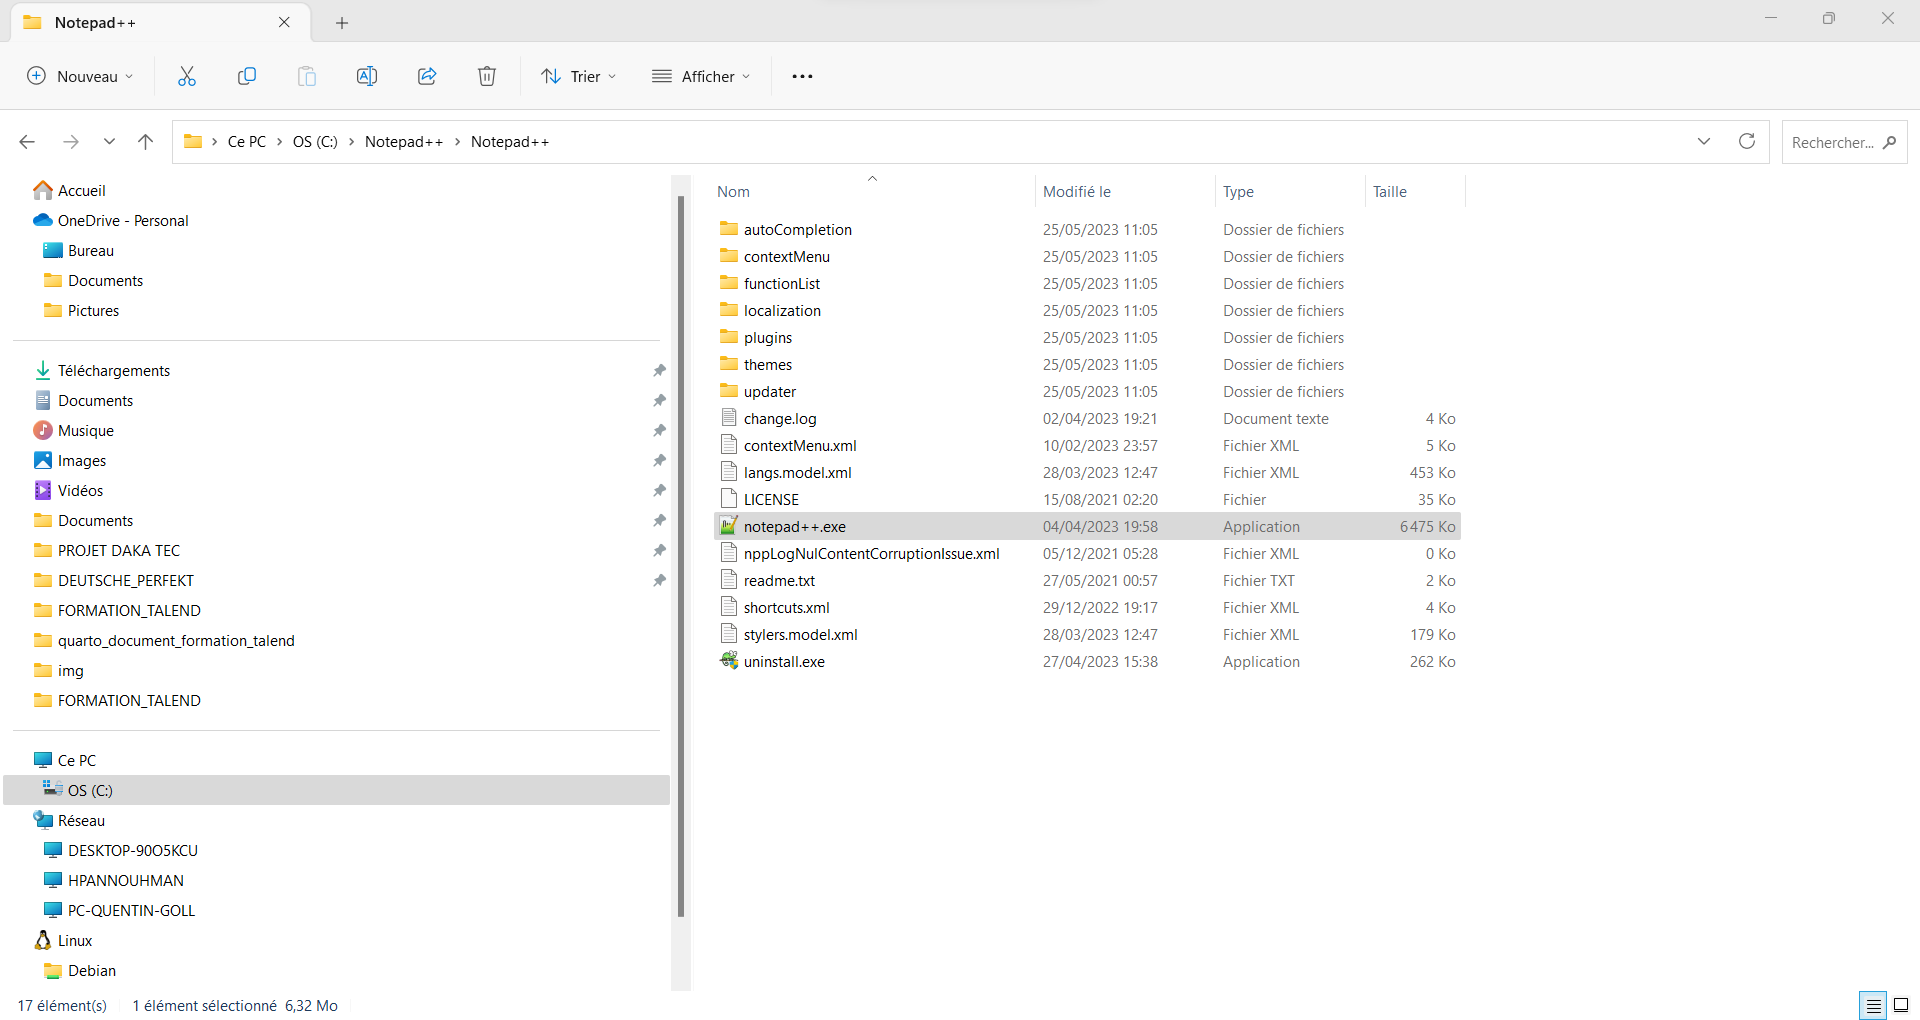 Notepad++
Nouveau
Trier
Afficher
Ce PC > OS (C:) > Notepad++ > Notepad++
Rechercher...
Accueil
OneDrive - Personal
Bureau
Documents
Pictures
Téléchargements
Documents
Musique
Images
Vidéos
Documents
PROJET DAKA TEC
DEUTSCHE_PERFEKT
FORMATION_TALEND
quarto_document_formation_talend
img
FORMATION_TALEND
Ce PC
OS (C:)
Réseau
DESKTOP-90O5KCU
HPANNOUHMAN
PC-QUENTIN-GOLL
Linux
Debian
Nom Modifié le Type Taille
autoCompletion 25/05/2023 11:05 Dossier de fichiers
contextMenu 25/05/2023 11:05 Dossier de fichiers
functionList 25/05/2023 11:05 Dossier de fichiers
localization 25/05/2023 11:05 Dossier de fichiers
plugins 25/05/2023 11:05 Dossier de fichiers
themes 25/05/2023 11:05 Dossier de fichiers
updater 25/05/2023 11:05 Dossier de fichiers
change.log 02/04/2023 19:21 Document texte 4 Ko
contextMenu.xml 10/02/2023 23:57 Fichier XML 5 Ko
langs.model.xml 28/03/2023 12:47 Fichier XML 453 Ko
LICENSE 15/08/2021 02:20 Fichier 35 Ko
notepad++.exe 04/04/2023 19:58 Application 6 475 Ko
nppLogNulContentCorruptionIssue.xml 05/12/2021 05:28 Fichier XML 0 Ko
readme.txt 27/05/2021 00:57 Fichier TXT 2 Ko
shortcuts.xml 29/12/2022 19:17 Fichier XML 4 Ko
stylers.model.xml 28/03/2023 12:47 Fichier XML 179 Ko
uninstall.exe 27/04/2023 15:38 Application 262 Ko
17 élément(s) 1 élément sélectionné 6,32 Mo